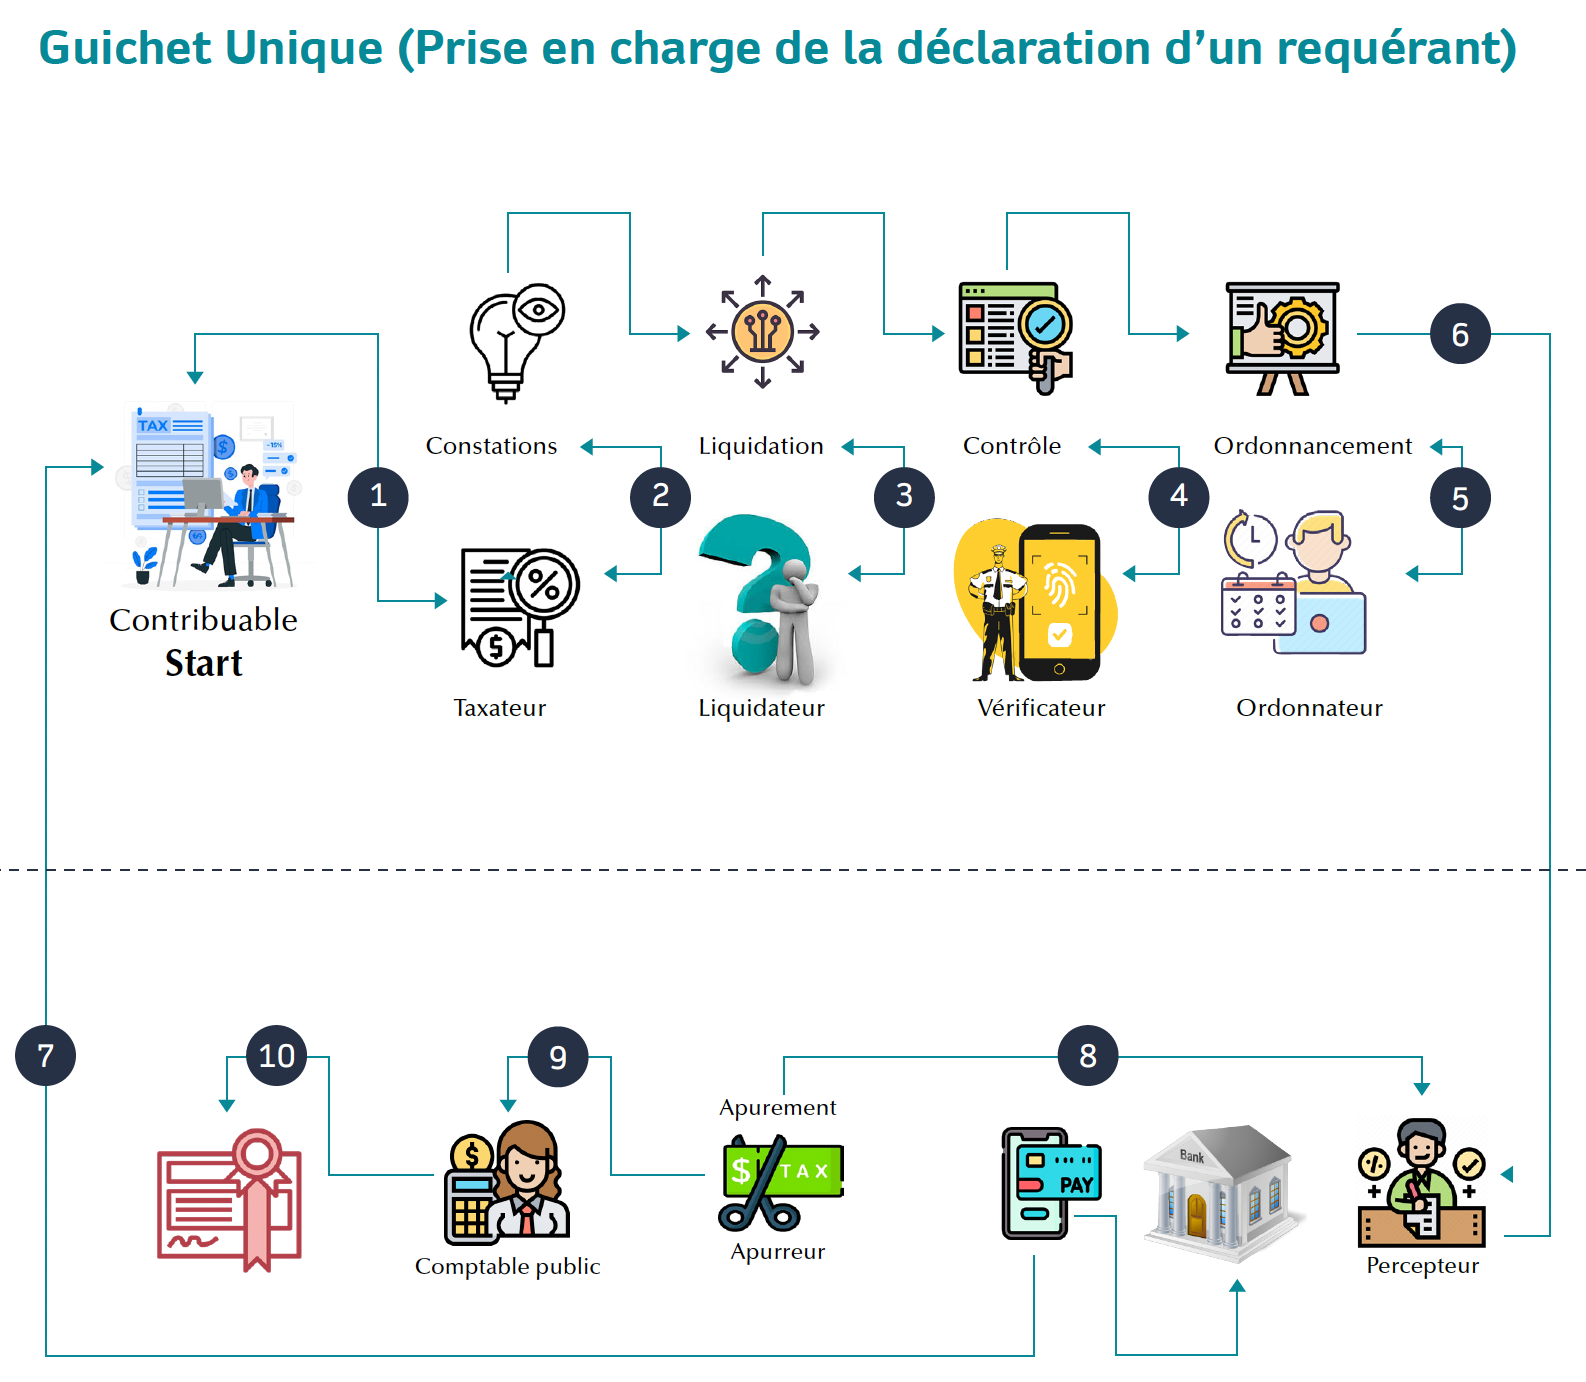 Guichet Unique (Prise en charge de la déclaration d’un requérant)
6
Constations
Liquidation
Contrôle
Ordonnancement
TAX
-15%
1
2
3
4
5
Contribuable
Start
%
$
Taxateur
Liquidateur
Vérificateur
Ordonnateur
7
10
9
8
Apurement
$
$ TAX
PAY
Bank
%
Comptable public
Apurreur
Percepteur